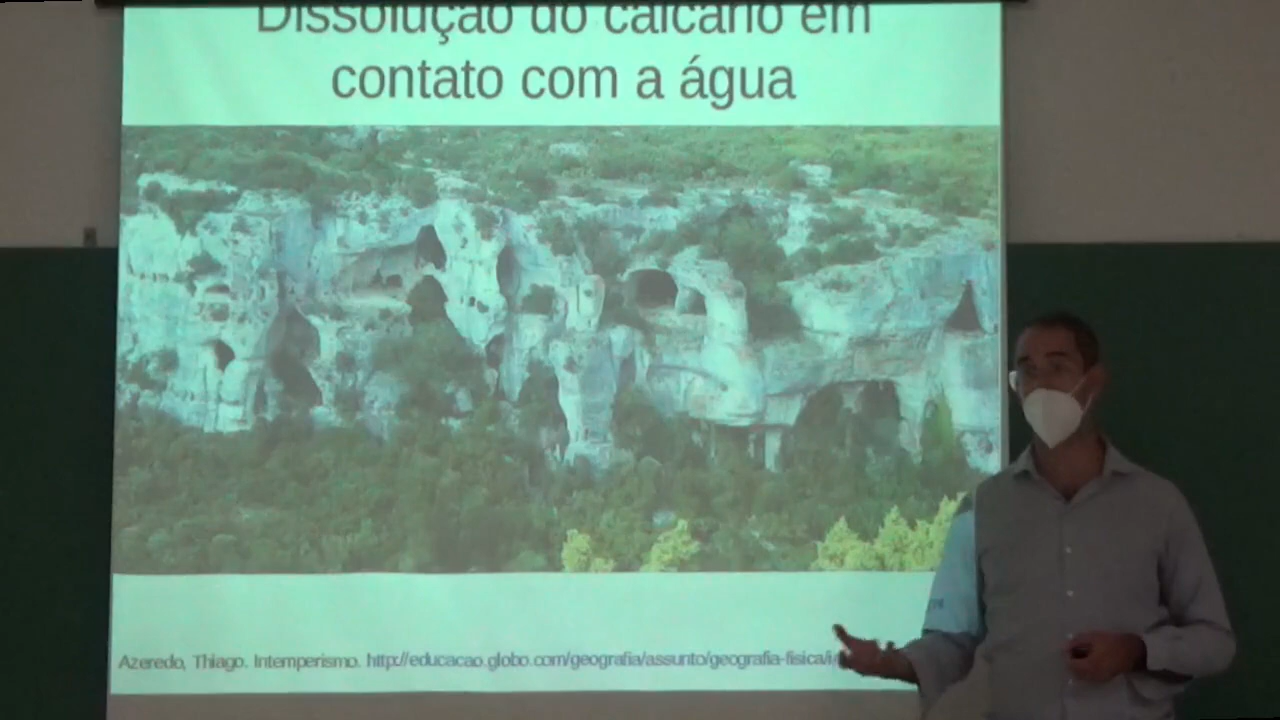 Dissolução do calcário em
contato com a água
Azeredo, Thiago. Intemperismo. http://educacao.globo.com/geografia/assunto/geografia-fisica/i